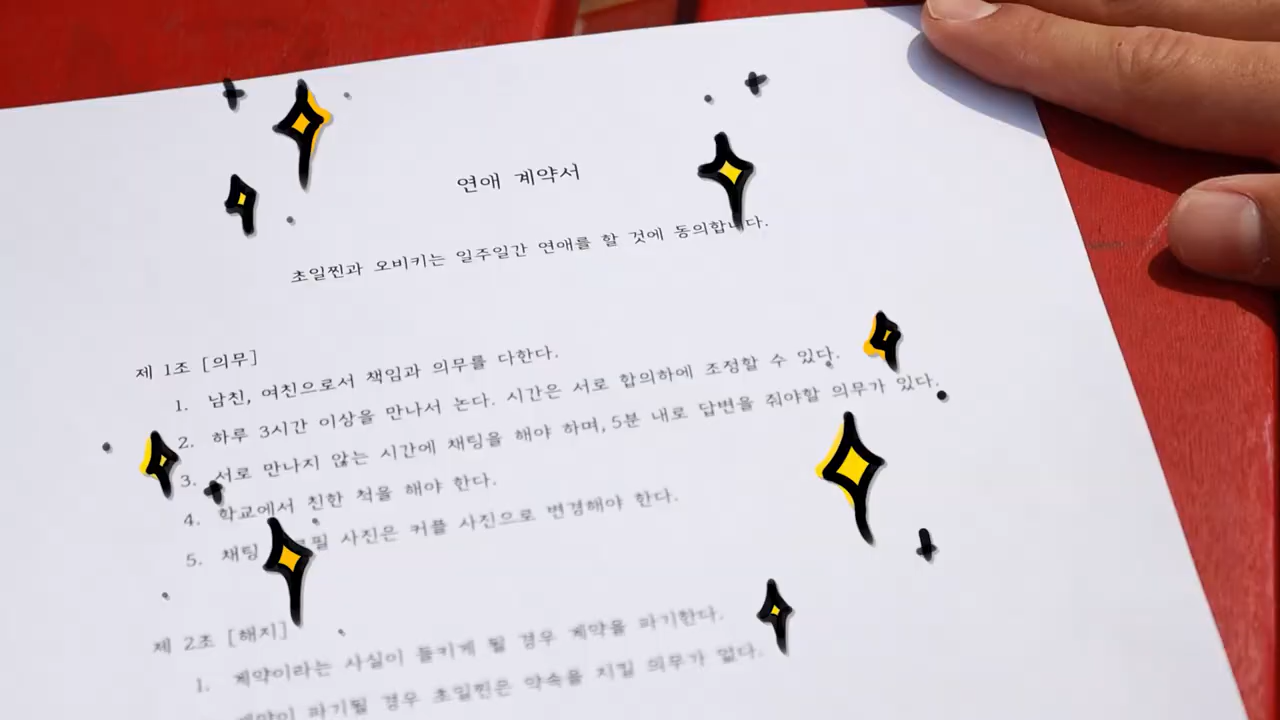 연애 계약서
초일찐과 오비키는 일주일간 연애를 할 것에 동의합니다.
제 1조 [의무]
1. 남친, 여친으로서 책임과 의무를 다한다.
2. 하루 3시간 이상을 만나서 논다. 시간은 서로 합의하에 조정할 수 있다.
3. 서로 만나지 않는 시간에 채팅을 해야 하며, 5분 내로 답변을 줘야할 의무가 있다.
4. 학교에서 친한 척을 해야 한다.
5. 채팅 사진은 커플 사진으로 변경해야 한다.
제 2조 [해지]
1. 계약이라는 사실이 들키게 될 경우 계약을 파기한다.
계약이 파기될 경우 초일찐은 약속을 지킬 의무가 없다.